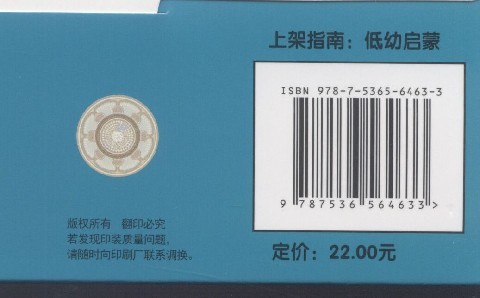 上架指南：低幼启蒙
ISBN 978-7-5365-6463-3
9 787536 564633 >
版权所有 翻印必究
若发现印装质量问题，
请随时向印刷厂联系调换。
定价：22.00元